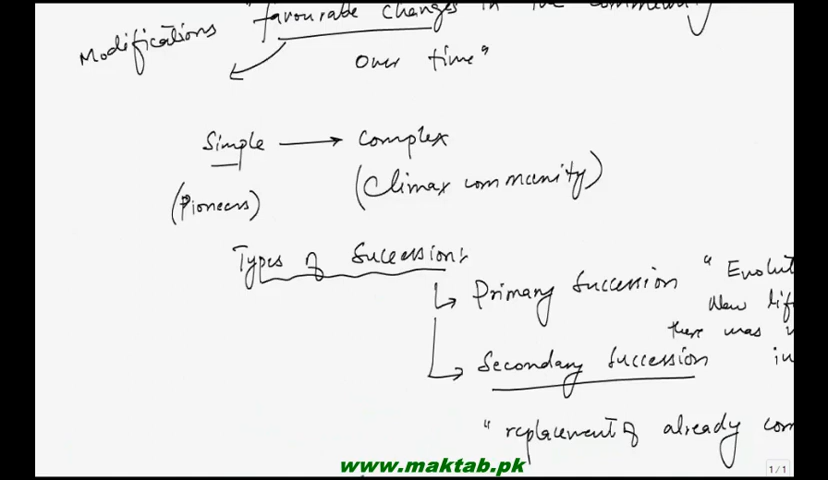 "favourable changes in the community
Modifications
Over time"
Simple → Complex
(Pioneers) (Climax community)
Types of Succession:
Primary Succession "Evolut
New lif
there was
Secondary Succession in
"replacement of already com
www.maktab.pk
1/1